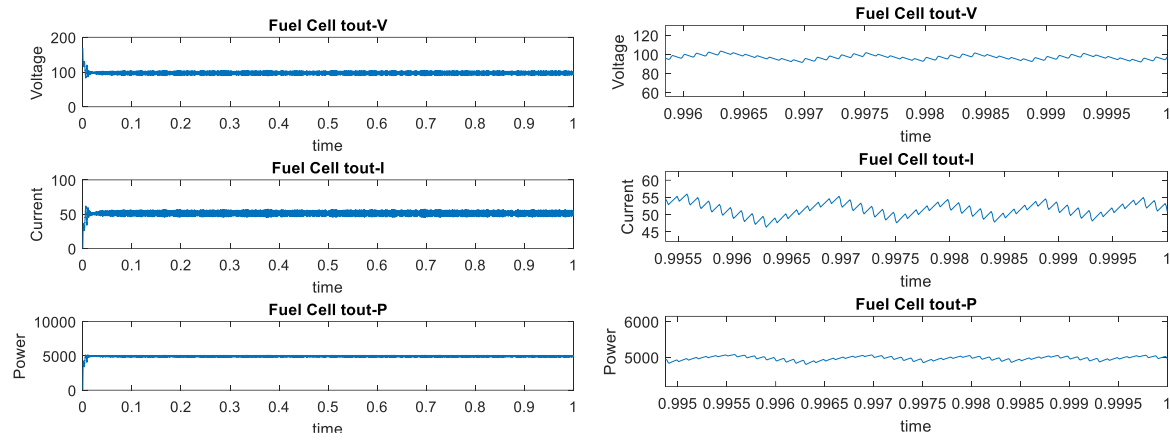 Fuel Cell tout-V
200
100
0
Voltage
0 0.1 0.2 0.3 0.4 0.5 0.6 0.7 0.8 0.9 1
time
Fuel Cell tout-I
100
50
0
Current
0 0.1 0.2 0.3 0.4 0.5 0.6 0.7 0.8 0.9 1
time
Fuel Cell tout-P
10000
5000
0
Power
0 0.1 0.2 0.3 0.4 0.5 0.6 0.7 0.8 0.9 1
time
Fuel Cell tout-V
120
100
80
60
Voltage
0.996 0.9965 0.997 0.9975 0.998 0.9985 0.999 0.9995 1
time
Fuel Cell tout-I
60
55
50
45
Current
0.9955 0.996 0.9965 0.997 0.9975 0.998 0.9985 0.999 0.9995 1
time
Fuel Cell tout-P
6000
5000
Power
0.995 0.9955 0.996 0.9965 0.997 0.9975 0.998 0.9985 0.999 0.9995 1
time